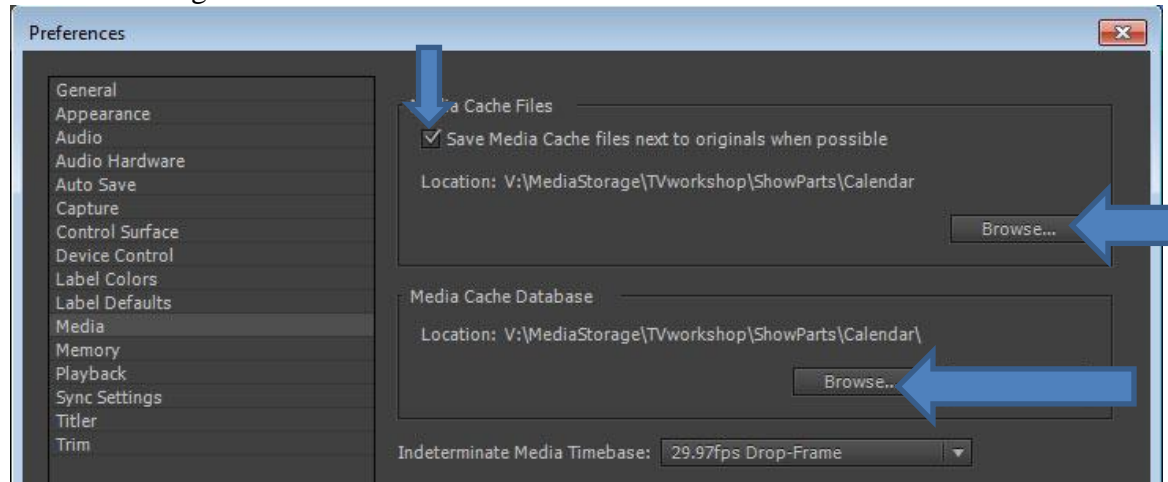 Preferences
General
Appearance
Audio
Audio Hardware
Auto Save
Capture
Control Surface
Device Control
Label Colors
Label Defaults
Media
Memory
Playback
Sync Settings
Titler
Trim
Cache Files
Save Media Cache files next to originals when possible
Location: V:\MediaStorage\TVworkshop\ShowParts\Calendar
Browse...
Media Cache Database
Location: V:\MediaStorage\TVworkshop\ShowParts\Calendar\
Browse..
Indeterminate Media Timebase: 29.97fps Drop-Frame